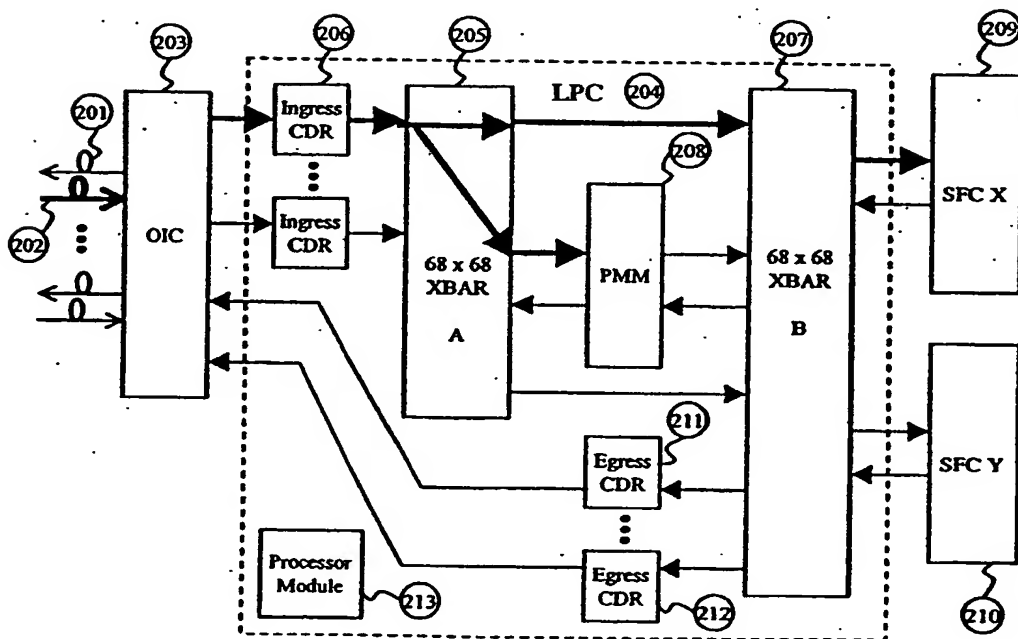 203
206
205
207
209
201
Ingress
CDR
LPC
204
208
202
OIC
Ingress
CDR
68 x 68
XBAR
A
PMM
68 x 68
XBAR
B
SFC X
211
Egress
CDR
SFC Y
Processor
Module
213
Egress
CDR
212
210